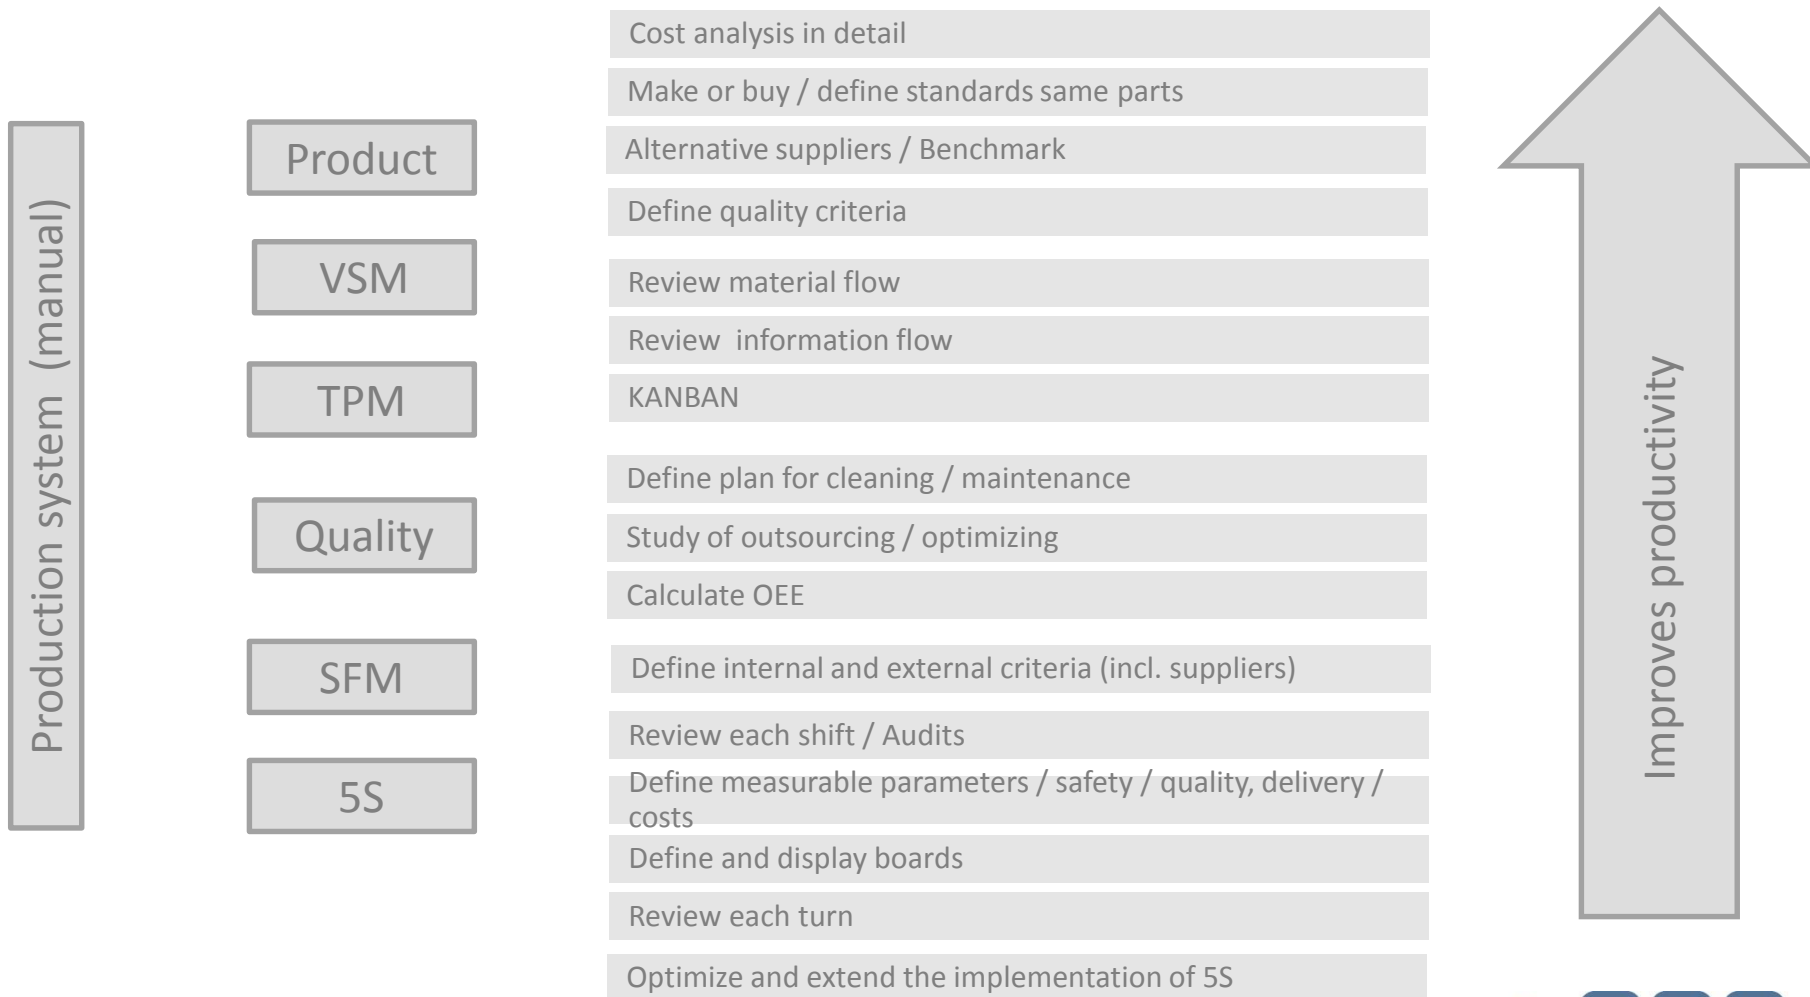 Production system (manual)
Product
VSM
TPM
Quality
SFM
5S
Cost analysis in detail
Make or buy / define standards same parts
Alternative suppliers / Benchmark
Define quality criteria
Review material flow
Review information flow
KANBAN
Define plan for cleaning / maintenance
Study of outsourcing / optimizing
Calculate OEE
Define internal and external criteria (incl. suppliers)
Review each shift / Audits
Define measurable parameters / safety / quality, delivery /
costs
Define and display boards
Review each turn
Optimize and extend the implementation of 5S
Improves productivity